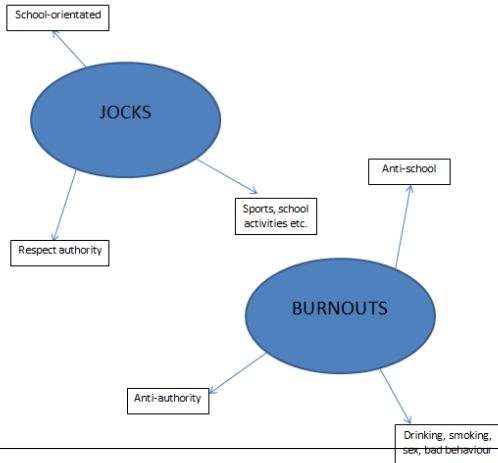 School-orientated
JOCKS
Anti-school
Sports, school
activities etc.
Respect authority
BURNOUTS
Anti-authority
Drinking, smoking,
sex, bad behaviour